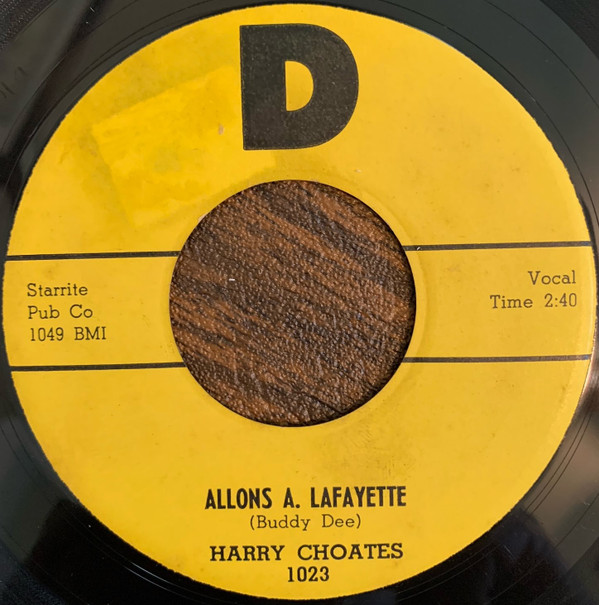 D
Starrite
Pub Co
1049 BMI
Vocal
Time 2:40
ALLONS A. LAFAYETTE
(Buddy Dee)
HARRY CHOATES
1023